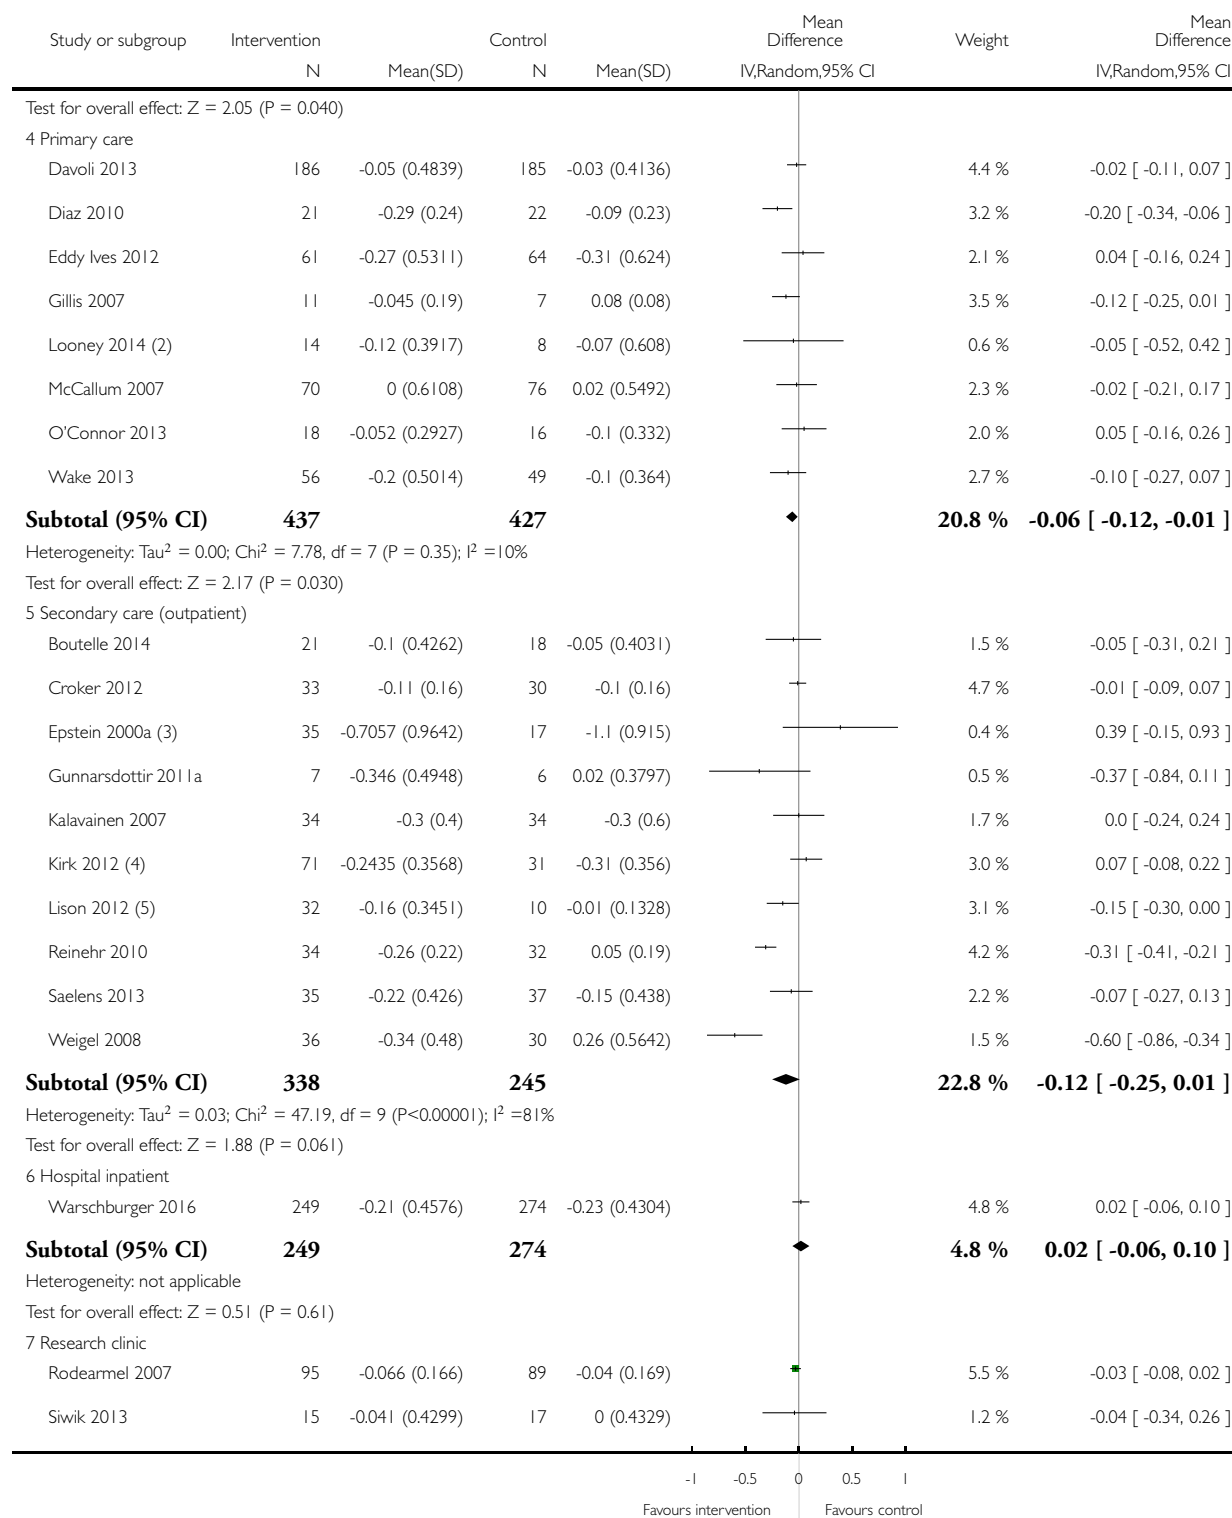 Study or subgroup Intervention Control Mean Difference Weight Mean Difference
N Mean(SD) N Mean(SD) IV,Random,95% CI IV,Random,95% CI
Test for overall effect: Z = 2.05 (P = 0.040)
4 Primary care
Davoli 2013 186 -0.05 (0.4839) 185 -0.03 (0.4136) 4.4 % -0.02 [ -0.11, 0.07 ]
Diaz 2010 21 -0.29 (0.24) 22 -0.09 (0.23) 3.2 % -0.20 [ -0.34, -0.06 ]
Eddy Ives 2012 61 -0.27 (0.5311) 64 -0.31 (0.624) 2.1 % 0.04 [ -0.16, 0.24 ]
Gillis 2007 11 -0.045 (0.19) 7 0.08 (0.08) 3.5 % -0.12 [ -0.25, 0.01 ]
Looney 2014 (2) 14 -0.12 (0.3917) 8 -0.07 (0.608) 0.6 % -0.05 [ -0.52, 0.42 ]
McCallum 2007 70 0 (0.6108) 76 0.02 (0.5492) 2.3 % -0.02 [ -0.21, 0.17 ]
O'Connor 2013 18 -0.052 (0.2927) 16 -0.1 (0.332) 2.0 % 0.05 [ -0.16, 0.26 ]
Wake 2013 56 -0.2 (0.5014) 49 -0.1 (0.364) 2.7 % -0.10 [ -0.27, 0.07 ]
Subtotal (95% CI) 437 427 20.8 % -0.06 [ -0.12, -0.01 ]
Heterogeneity: Tau² = 0.00; Chi² = 7.78, df = 7 (P = 0.35); I² =10%
Test for overall effect: Z = 2.17 (P = 0.030)
5 Secondary care (outpatient)
Boutelle 2014 21 -0.1 (0.4262) 18 -0.05 (0.4031) 1.5 % -0.05 [ -0.31, 0.21 ]
Croker 2012 33 -0.11 (0.16) 30 -0.1 (0.16) 4.7 % -0.01 [ -0.09, 0.07 ]
Epstein 2000a (3) 35 -0.7057 (0.9642) 17 -1.1 (0.915) 0.4 % 0.39 [ -0.15, 0.93 ]
Gunnarsdottir 2011a 7 -0.346 (0.4948) 6 0.02 (0.3797) 0.5 % -0.37 [ -0.84, 0.11 ]
Kalavainen 2007 34 -0.3 (0.4) 34 -0.3 (0.6) 1.7 % 0.0 [ -0.24, 0.24 ]
Kirk 2012 (4) 71 -0.2435 (0.3568) 31 -0.31 (0.356) 3.0 % 0.07 [ -0.08, 0.22 ]
Lison 2012 (5) 32 -0.16 (0.3451) 10 -0.01 (0.1328) 3.1 % -0.15 [ -0.30, 0.00 ]
Reinehr 2010 34 -0.26 (0.22) 32 0.05 (0.19) 4.2 % -0.31 [ -0.41, -0.21 ]
Saelens 2013 35 -0.22 (0.426) 37 -0.15 (0.438) 2.2 % -0.07 [ -0.27, 0.13 ]
Weigel 2008 36 -0.34 (0.48) 30 0.26 (0.5642) 1.5 % -0.60 [ -0.86, -0.34 ]
Subtotal (95% CI) 338 245 22.8 % -0.12 [ -0.25, 0.01 ]
Heterogeneity: Tau² = 0.03; Chi² = 47.19, df = 9 (P<0.00001); I² =81%
Test for overall effect: Z = 1.88 (P = 0.061)
6 Hospital inpatient
Warschburger 2016 249 -0.21 (0.4576) 274 -0.23 (0.4304) 4.8 % 0.02 [ -0.06, 0.10 ]
Subtotal (95% CI) 249 274 4.8 % 0.02 [ -0.06, 0.10 ]
Heterogeneity: not applicable
Test for overall effect: Z = 0.51 (P = 0.61)
7 Research clinic
Rodearmel 2007 95 -0.066 (0.166) 89 -0.04 (0.169) 5.5 % -0.03 [ -0.08, 0.02 ]
Siwik 2013 15 -0.041 (0.4299) 17 0 (0.4329) 1.2 % -0.04 [ -0.34, 0.26 ]
-1 -0.5 0 0.5 1
Favours intervention Favours control